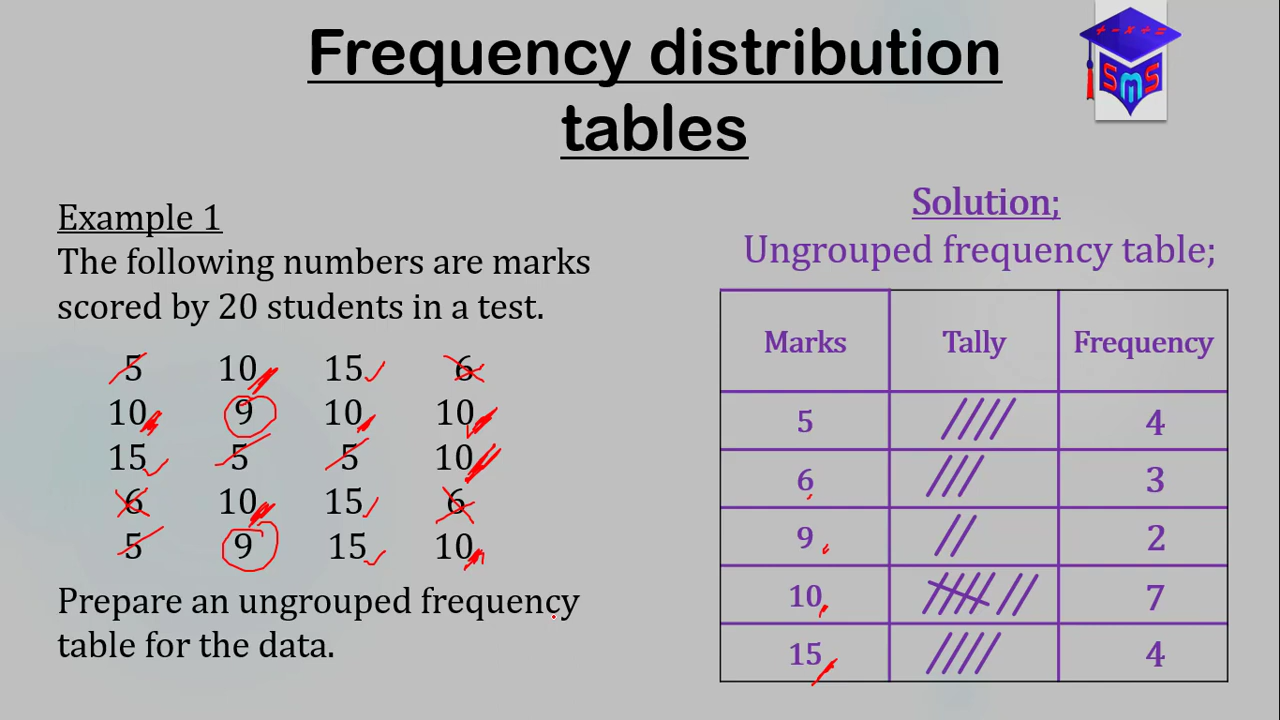 Frequency distribution
tables
+ - × ÷ =
SMS
Example 1
The following numbers are marks
scored by 20 students in a test.
5 10 15 6
10 9 10 10
15 5 5 10
6 10 15 6
5 9 15 10
Prepare an ungrouped frequency
table for the data.
Solution;
Ungrouped frequency table;
Marks Tally Frequency
5 //// 4
6 /// 3
9 // 2
10 7
15 //// 4